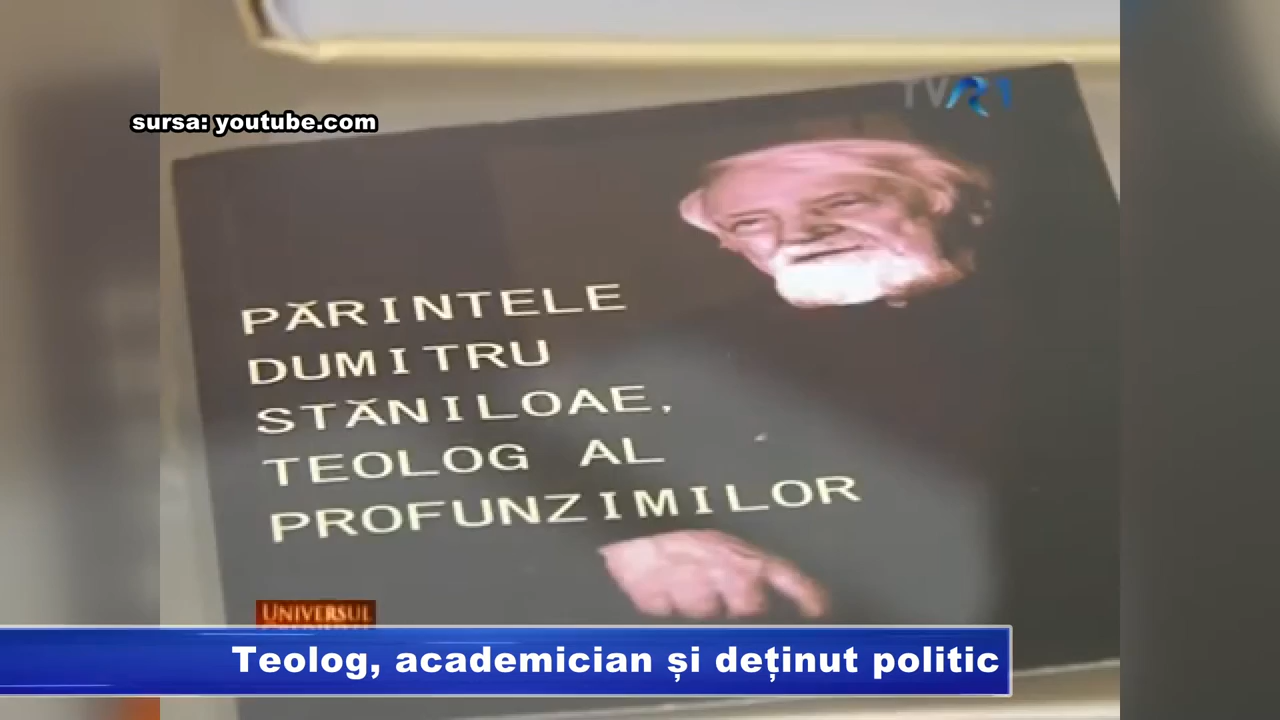 TVR1
sursa: youtube.com
PĂRINTELE
DUMITRU
STĂNILOAE,
TEOLOG AL
PROFUNZIMILOR
UNIVERSUL
Teolog, academician și deținut politic